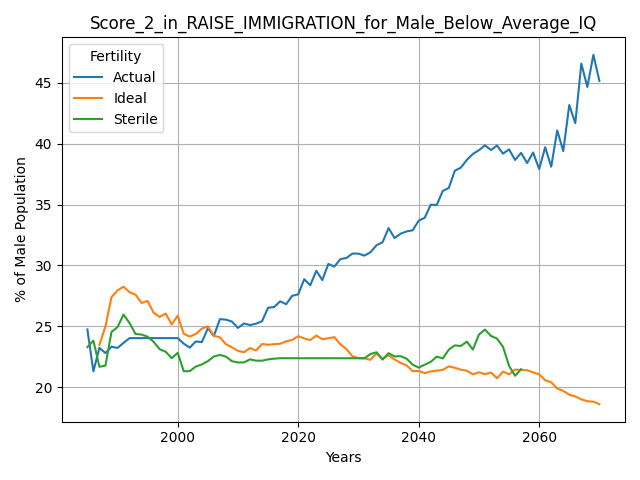 Score_2_in_RAISE_IMMIGRATION_for_Male_Below_Average_IQ
Fertility
Actual
Ideal
Sterile
% of Male Population
45
40
35
30
25
20
2000
2020
2040
2060
Years